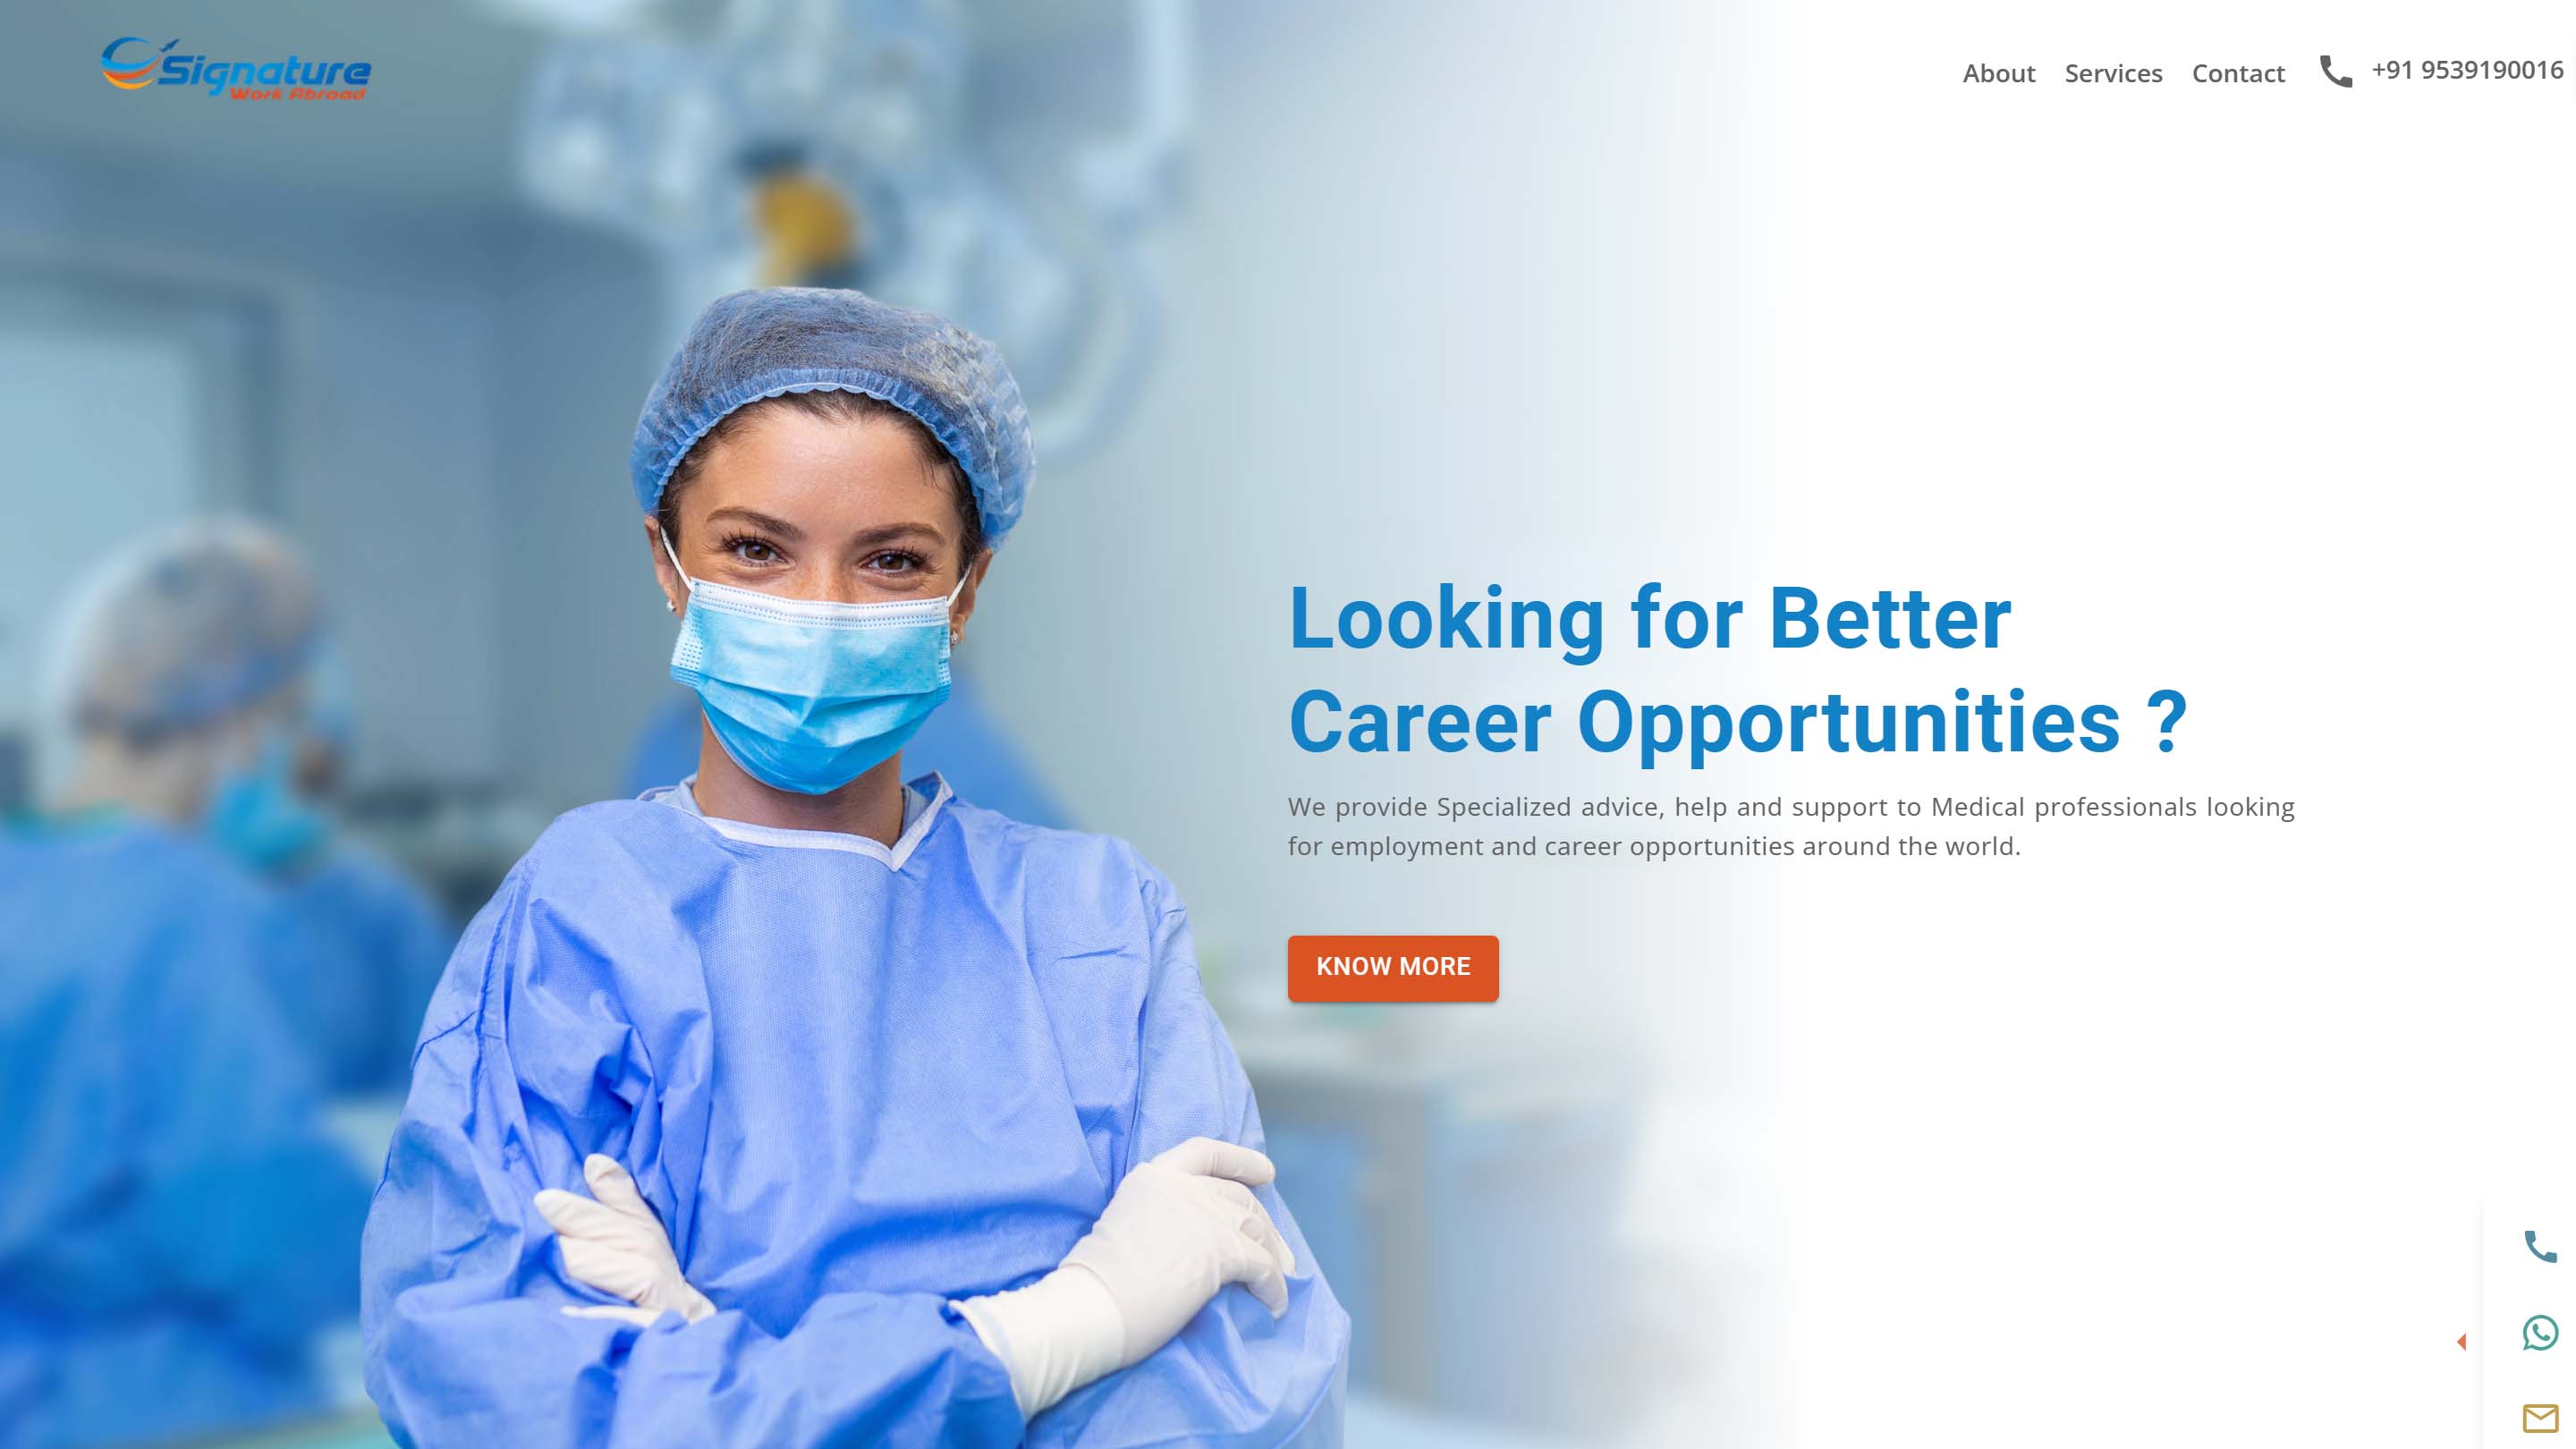 Signature
Work Abroad
About Services Contact +91 9539190016
Looking for Better
Career Opportunities ?
We provide Specialized advice, help and support to Medical professionals looking
for employment and career opportunities around the world.
KNOW MORE